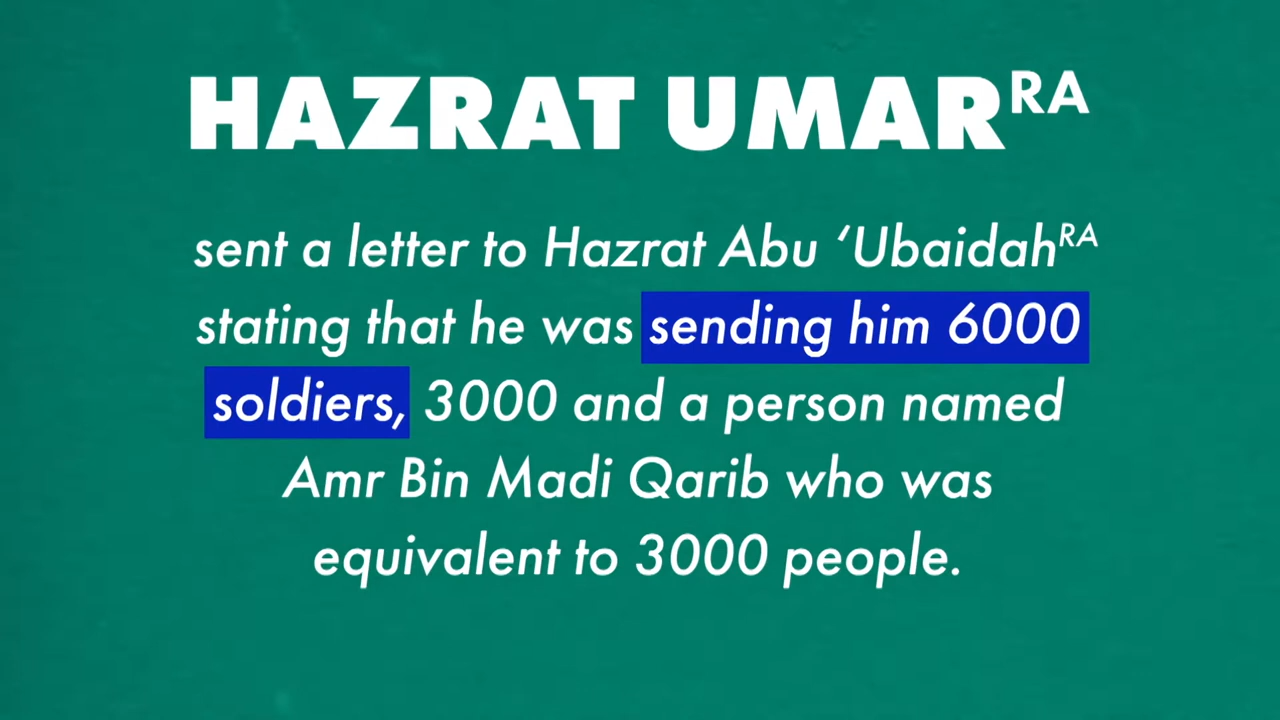 HAZRAT UMARᴿᴬ
sent a letter to Hazrat Abu ‘Ubaidahᴿᴬ
stating that he was sending him 6000
soldiers, 3000 and a person named
Amr Bin Madi Qarib who was
equivalent to 3000 people.